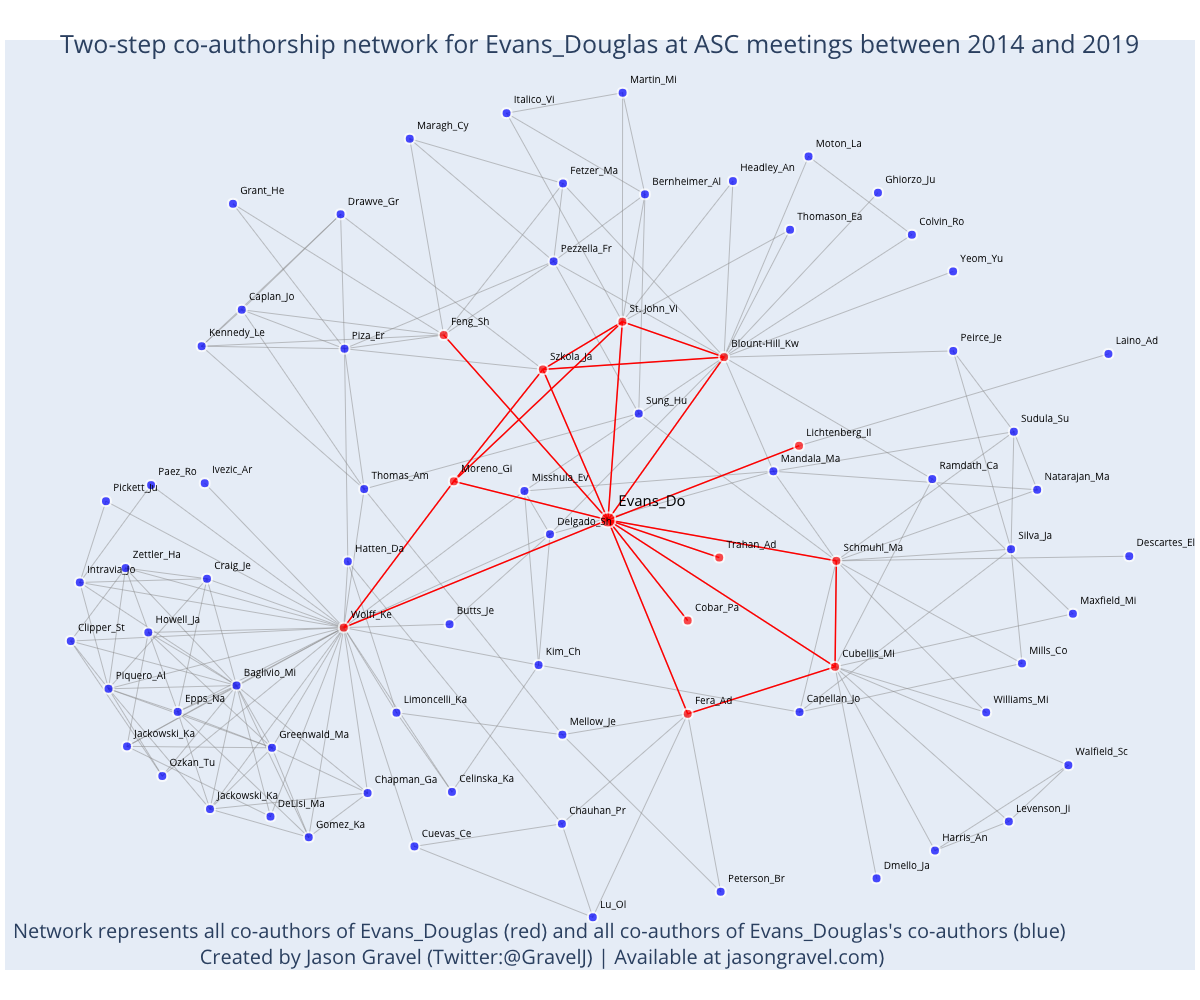 Two-step co-authorship network for Evans_Douglas at ASC meetings between 2014 and 2019
Martin_Mi
Italico_Vi
Maragh_Cy
Moton_La
Fetzer_Ma
Headley_An
Bernheimer_Al
Ghiorzo_Ju
Grant_He
Drawve_Gr
Thomason_Ea
Colvin_Ro
Pezzella_Fr
Yeom_Yu
Caplan_Jo
St. John_Vi
Feng_Sh
Kennedy_Le
Piza_Er
Blount-Hill_Kw
Peirce_Je
Laino_Ad
Szkola_Ja
Sung_Hu
Sudula_Su
Lichtenberg_Il
Mandala_Ma
Ramdath_Ca
Natarajan_Ma
Paez_Ro
Ivezic_Ar
Thomas_Am
Moreno_Gi
Misshula_Ev
Pickett_Ju
Evans_Do
Delgado_Sh
Silva_Ja
Descartes_El
Trahan_Ad
Schmuhl_Ma
Zettler_Ha
Hatten_Da
Intravia_Jo
Craig_Je
Maxfield_Mi
Cobar_Pa
Butts_Je
Wolff_Ke
Howell_Ja
Clipper_St
Kim_Ch
Cubellis_Mi
Mills_Co
Piquero_Al
Baglivio_Mi
Epps_Na
Limoncelli_Ka
Fera_Ad
Capellan_Jo
Williams_Mi
Mellow_Je
Jackowski_Ka
Greenwald_Ma
Walfield_Sc
Ozkan_Tu
Chapman_Ga
Celinska_Ka
Jackowski_Ka
DeLisi_Ma
Gomez_Ka
Chauhan_Pr
Levenson_Ji
Cuevas_Ce
Harris_An
Dmello_Ja
Peterson_Br
Lu_Ol
Network represents all co-authors of Evans_Douglas (red) and all co-authors of Evans_Douglas's co-authors (blue)
Created by Jason Gravel (Twitter:@GravelJ) | Available at jasongravel.com)